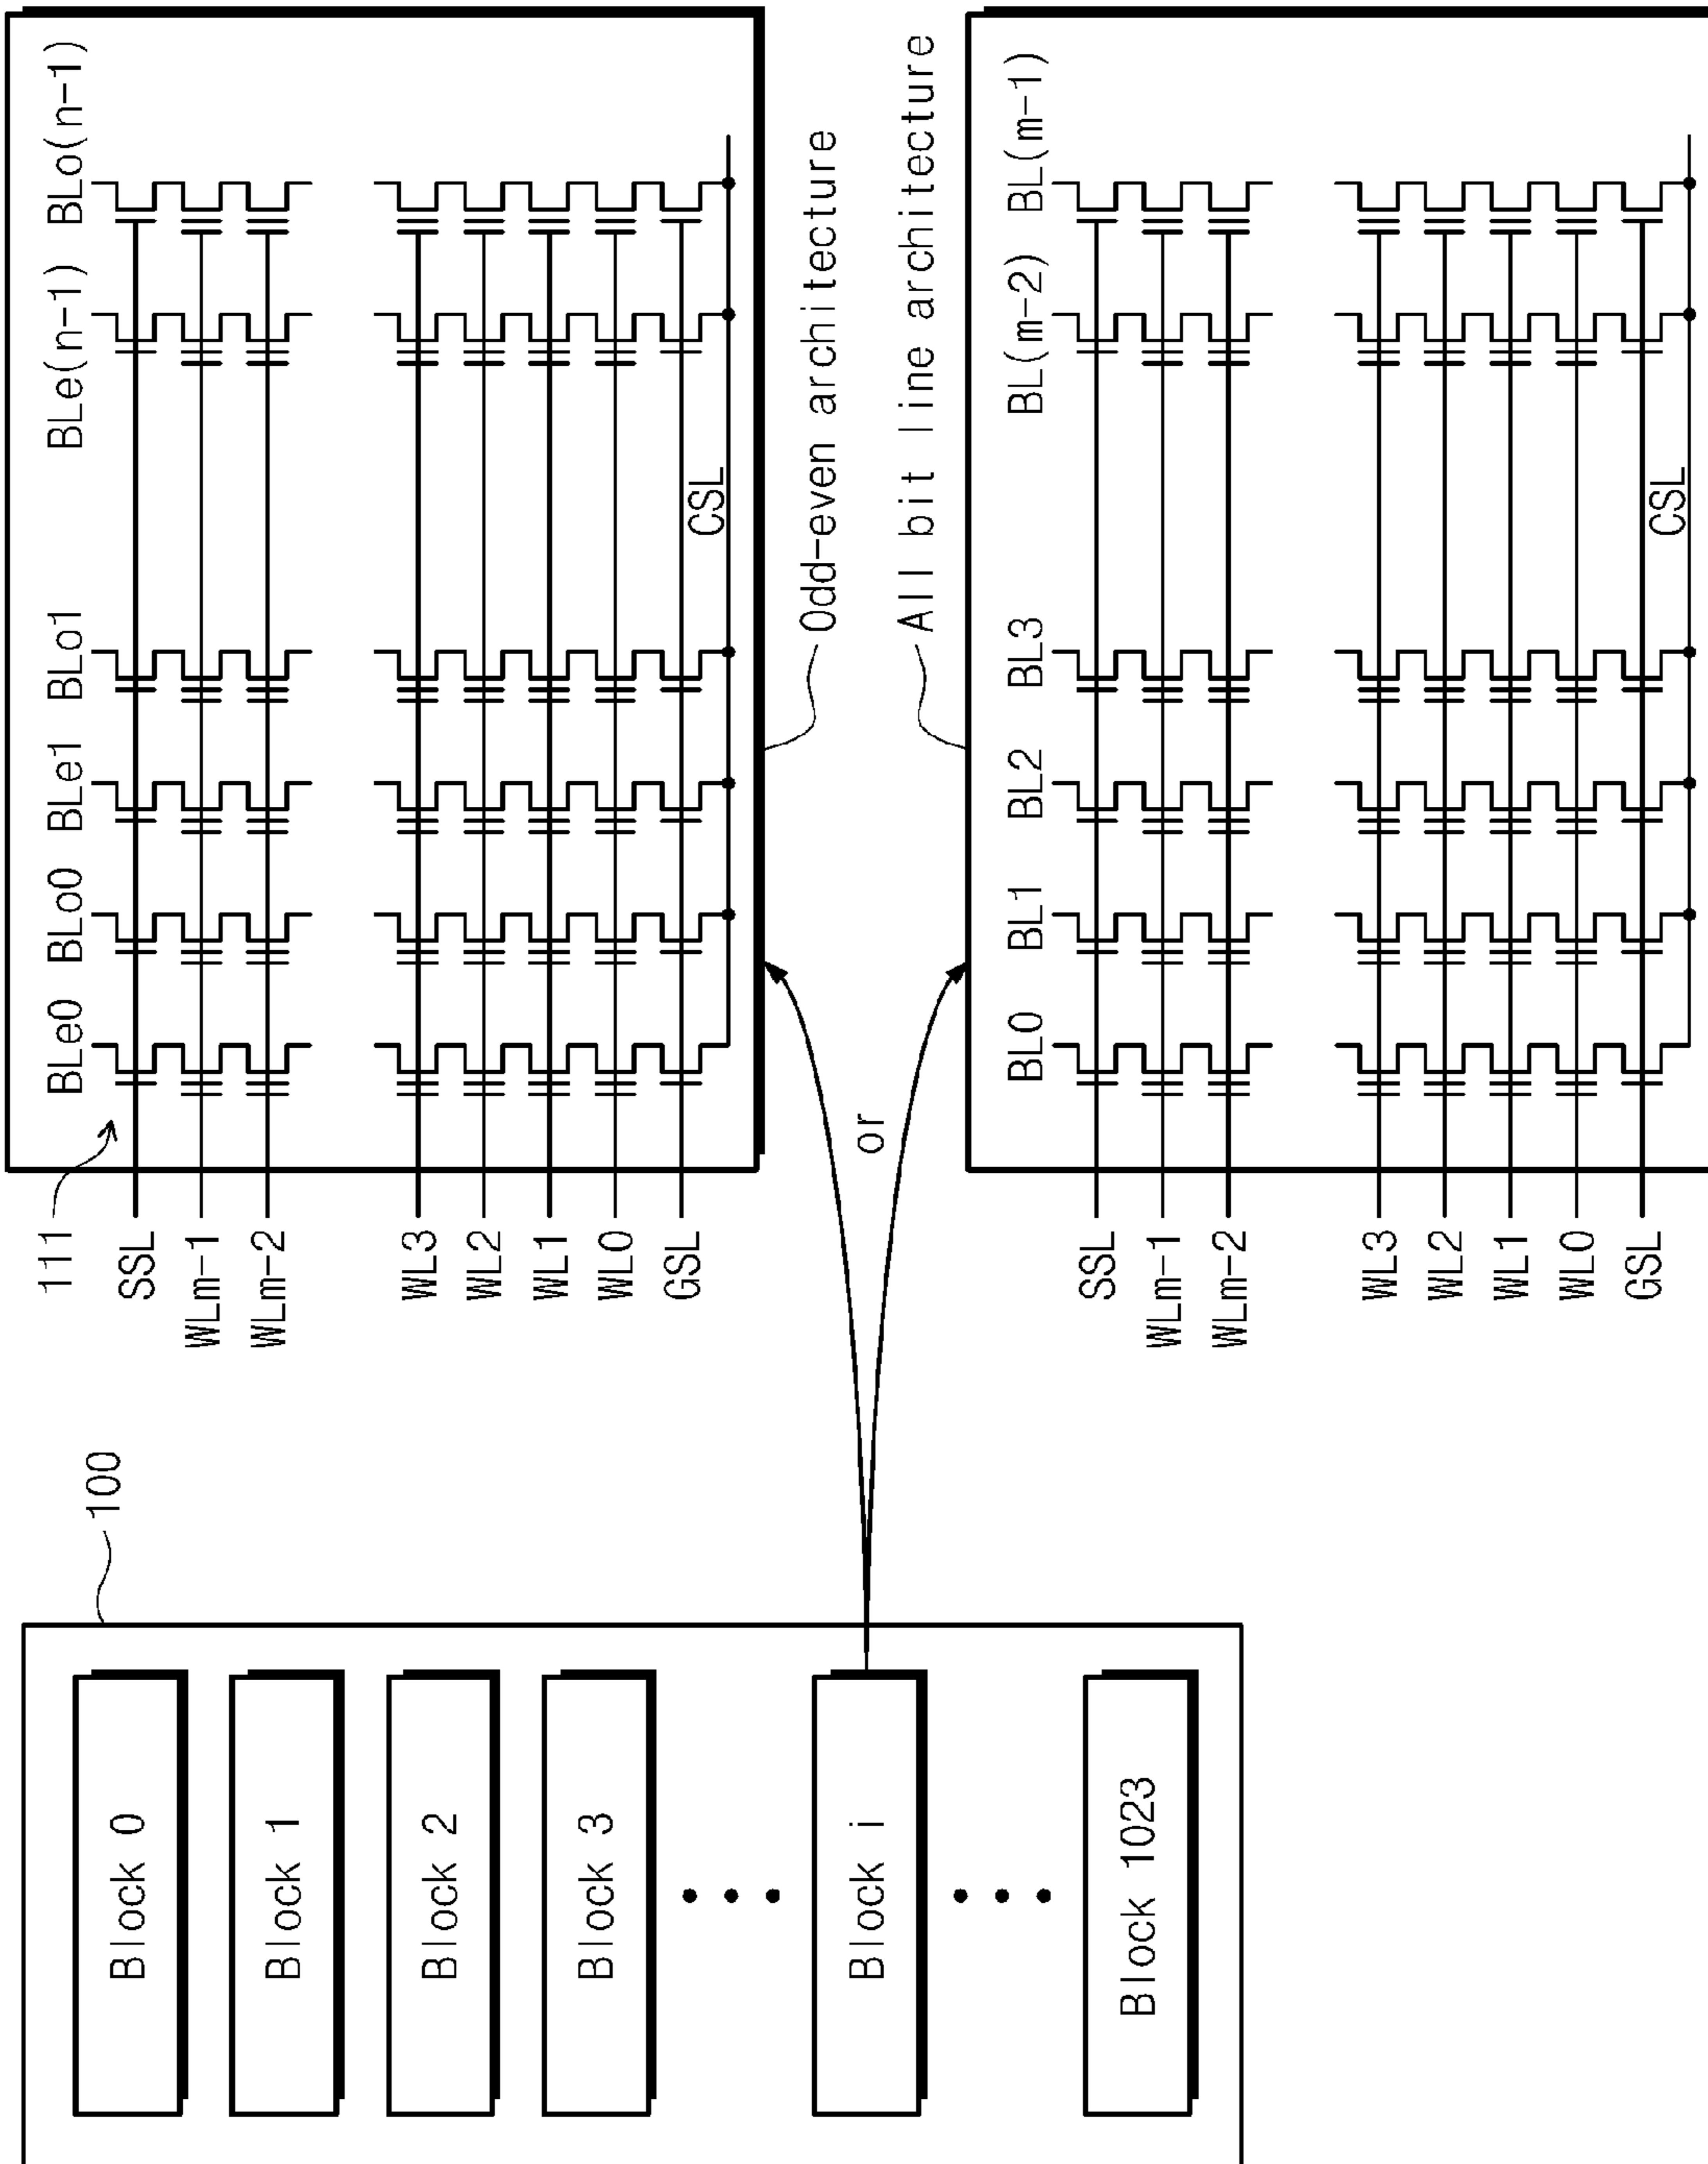 100
Block 0
Block 1
Block 2
Block 3
Block i
Block 1023
or
111
BLe0 BLo0 BLe1 BLo1 BLe(n-1) BLo(n-1)
SSL
WLm-1
WLm-2
WL3
WL2
WL1
WL0
GSL
CSL
Odd-even architecture
All bit line architecture
BL0 BL1 BL2 BL3 BL(m-2) BL(m-1)
SSL
WLm-1
WLm-2
WL3
WL2
WL1
WL0
GSL
CSL